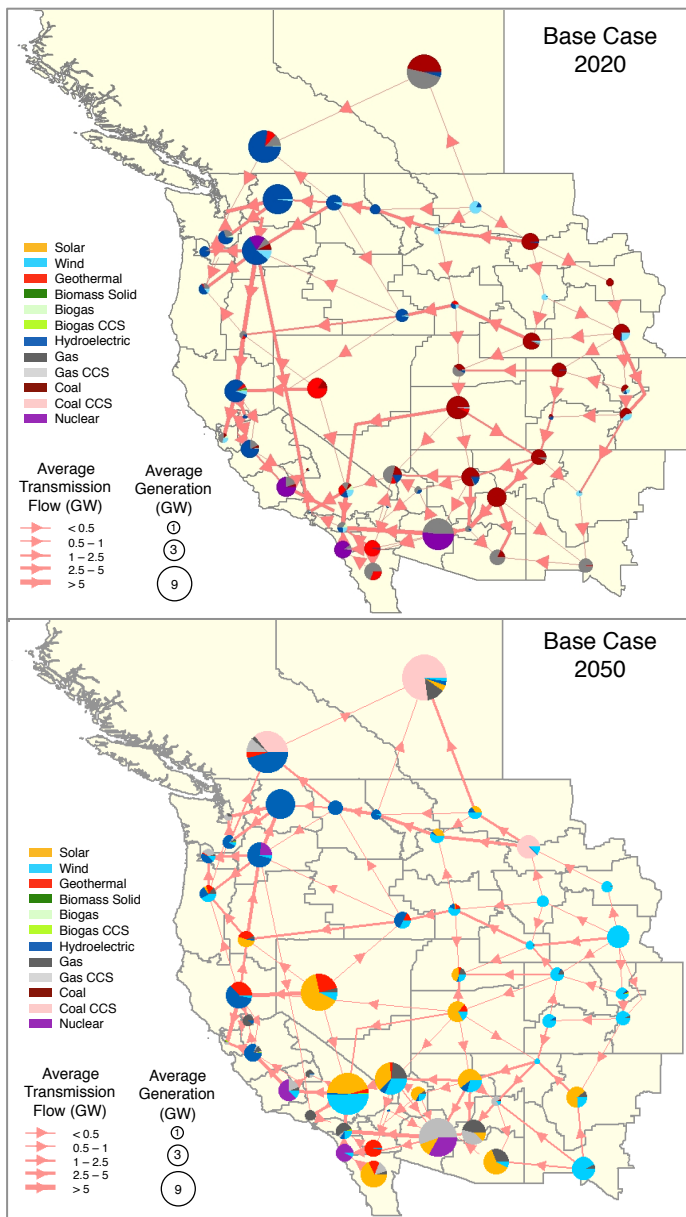 Base Case
2020
Solar
Wind
Geothermal
Biomass Solid
Biogas
Biogas CCS
Hydroelectric
Gas
Gas CCS
Coal
Coal CCS
Nuclear
Average
Transmission
Flow (GW)
< 0.5
0.5 – 1
1 – 2.5
2.5 – 5
> 5
Average
Generation
(GW)
1
3
9
Base Case
2050
Solar
Wind
Geothermal
Biomass Solid
Biogas
Biogas CCS
Hydroelectric
Gas
Gas CCS
Coal
Coal CCS
Nuclear
Average
Transmission
Flow (GW)
< 0.5
0.5 – 1
1 – 2.5
2.5 – 5
> 5
Average
Generation
(GW)
1
3
9